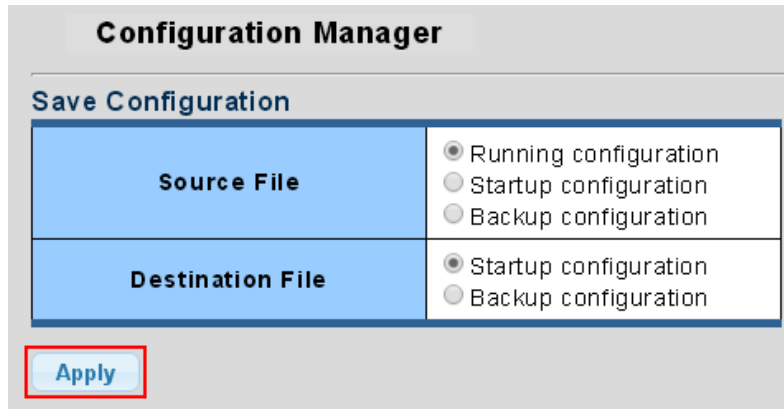 Configuration Manager
Save Configuration
Source File
Running configuration
Startup configuration
Backup configuration
Destination File
Startup configuration
Backup configuration
Apply